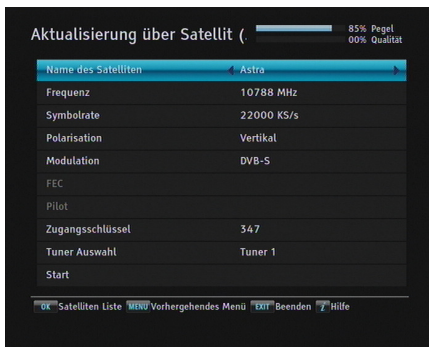 Aktualisierung über Satellit (.
85% Pegel
00% Qualität
Name des Satelliten Astra
Frequenz 10788 MHz
Symbolrate 22000 KS/s
Polarisation Vertikal
Modulation DVB-S
FEC
Pilot
Zugangsschlüssel 347
Tuner Auswahl Tuner 1
Start
OK Satelliten Liste MENU Vorhergehendes Menü EXIT Beenden ? Hilfe